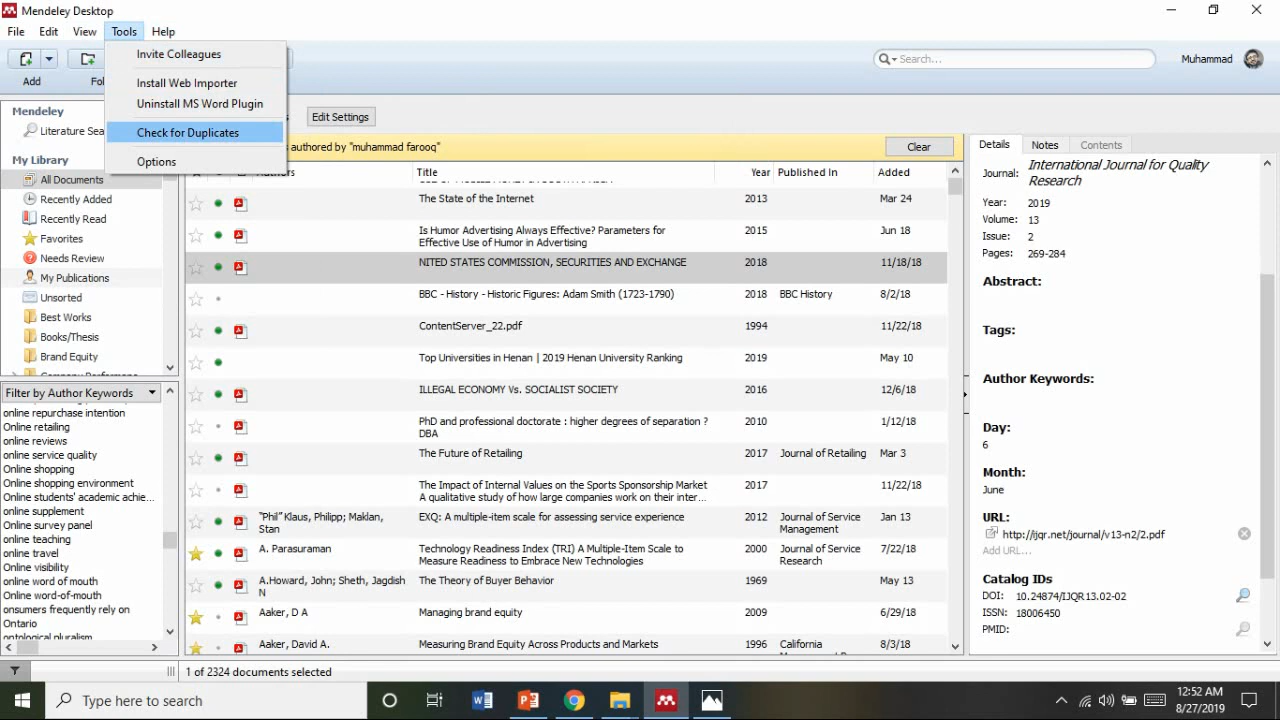 Mendeley Desktop
File Edit View Tools Help
Invite Colleagues
Install Web Importer
Uninstall MS Word Plugin
Check for Duplicates
Options
Add
Search...
Muhammad
Edit Settings
Mendeley
Literature Sea
My Library
All Documents
Recently Added
Recently Read
Favorites
Needs Review
My Publications
Unsorted
Best Works
Books/Thesis
Brand Equity
Filter by Author Keywords
online repurchase intention
Online retailing
online reviews
online service quality
Online shopping
Online shopping environment
Online students' academic achie...
online supplement
Online survey panel
online teaching
online travel
Online visibility
online word of mouth
Online word-of-mouth
onsumers frequently rely on
Ontario
ontological pluralism
authored by "muhammad farooq"
Clear
Authors Title Year Published In Added
The State of the Internet 2013 Mar 24
Is Humor Advertising Always Effective? Parameters for 2015 Jun 18
Effective Use of Humor in Advertising
NITED STATES COMMISSION, SECURITIES AND EXCHANGE 2018 11/18/18
BBC - History - Historic Figures: Adam Smith (1723-1790) 2018 BBC History 8/2/18
ContentServer_22.pdf 1994 11/22/18
Top Universities in Henan | 2019 Henan University Ranking 2019 May 10
ILLEGAL ECONOMY Vs. SOCIALIST SOCIETY 2016 12/6/18
PhD and professional doctorate : higher degrees of separation ? 2010 1/12/18
DBA
The Future of Retailing 2017 Journal of Retailing Mar 3
The Impact of Internal Values on the Sports Sponsorship Market 2017 11/22/18
A qualitative study of how large companies work on their inter...
"Phil" Klaus, Philipp; Maklan, EXQ: A multiple-item scale for assessing service experience 2012 Journal of Service Jan 13
Stan Management
A. Parasuraman Technology Readiness Index (TRI) A Multiple-Item Scale to 2000 Journal of Service 7/22/18
Measure Readiness to Embrace New Technologies Research
A.Howard, John; Sheth, Jagdish The Theory of Buyer Behavior 1969 May 13
N
Aaker, D A Managing brand equity 2009 6/29/18
Aaker, David A. Measuring Brand Equity Across Products and Markets 1996 California 8/3/18
Details Notes Contents
Journal: International Journal for Quality
Research
Year: 2019
Volume: 13
Issue: 2
Pages: 269-284
Abstract:
Tags:
Author Keywords:
Day:
6
Month:
June
URL:
http://ijqr.net/journal/v13-n2/2.pdf
Add URL...
Catalog IDs
DOI: 10.24874/IJQR13.02-02
ISSN: 18006450
PMID:
1 of 2324 documents selected
Type here to search
12:52 AM
8/27/2019